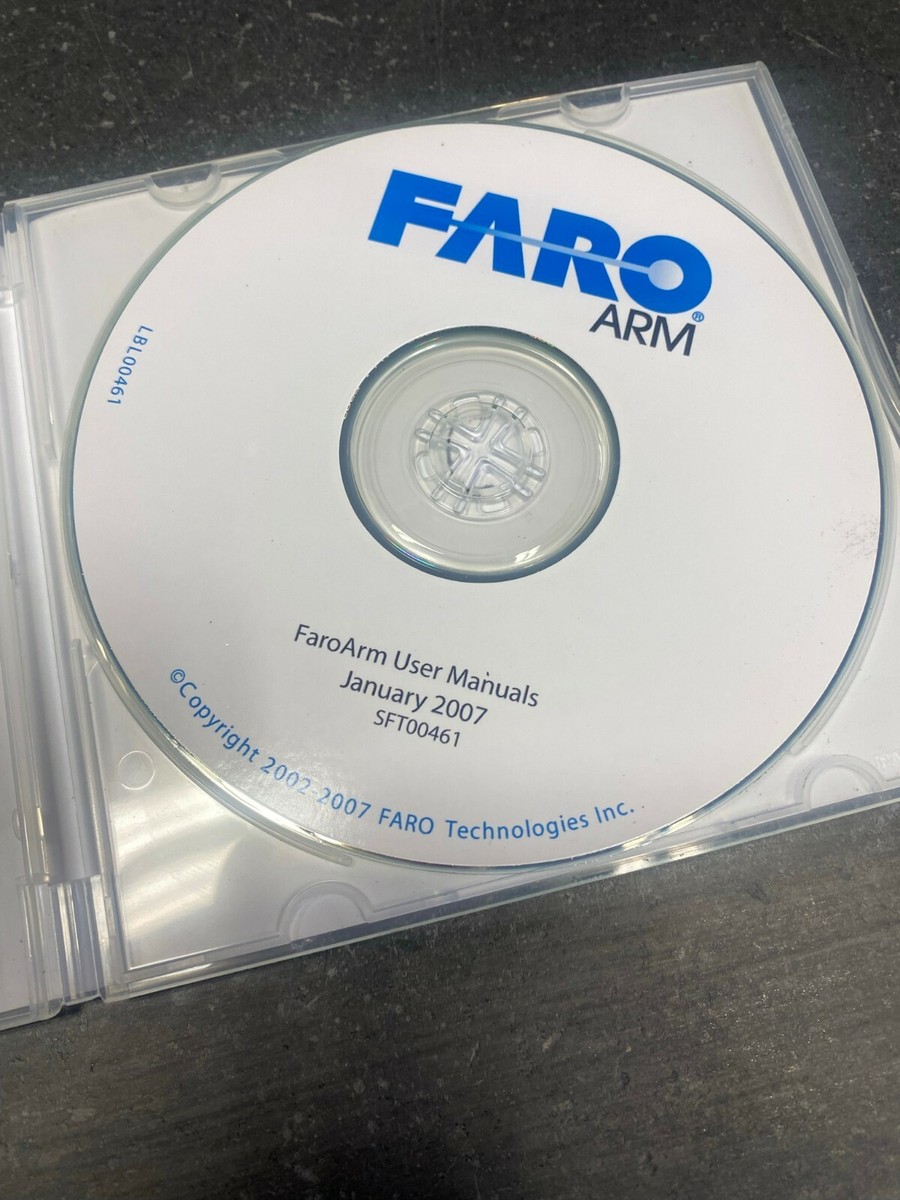 FARO
ARM®
LBL00461
FaroArm User Manuals
January 2007
SFT00461
©Copyright 2002-2007 FARO Technologies Inc.